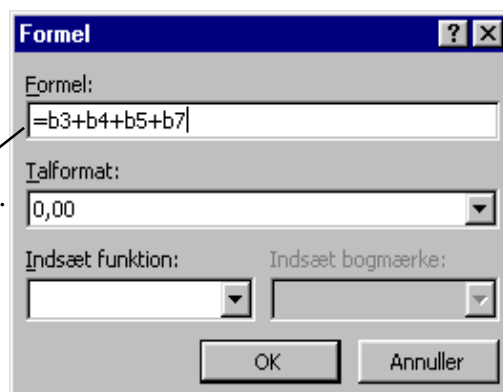 Formel
Formel:
=b3+b4+b5+b7
Talformat:
0,00
Indsæt funktion: Indsæt bogmærke:
OK Annuller